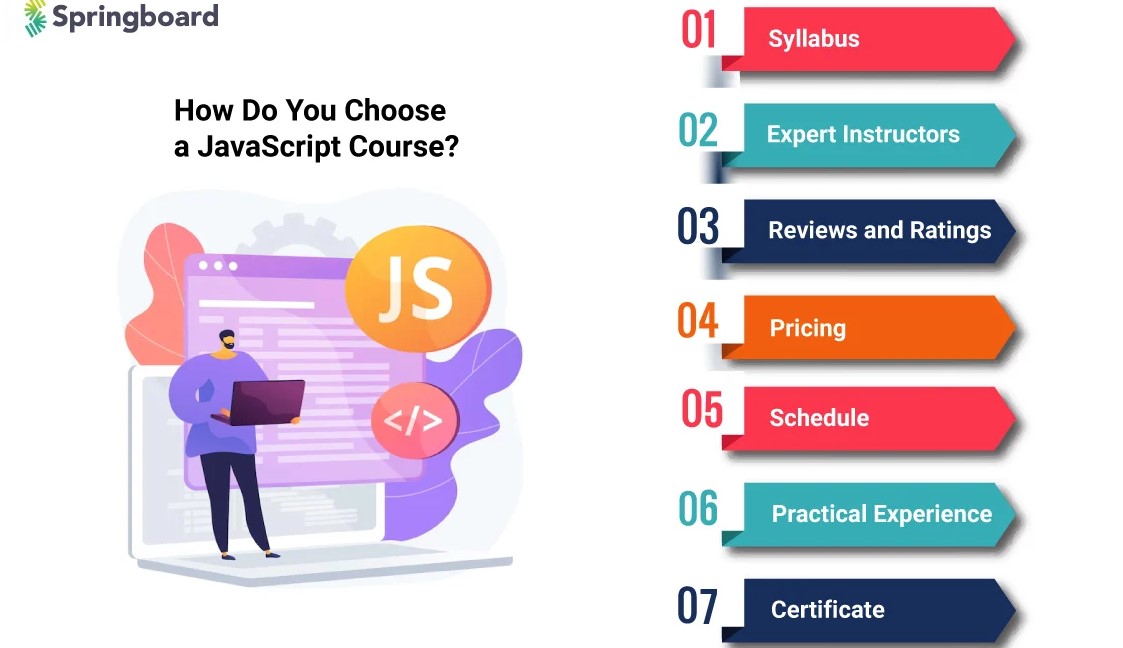 Springboard
How Do You Choose
a JavaScript Course?
JS
</>
01
Syllabus
02
Expert Instructors
03
Reviews and Ratings
04
Pricing
05
Schedule
06
Practical Experience
07
Certificate